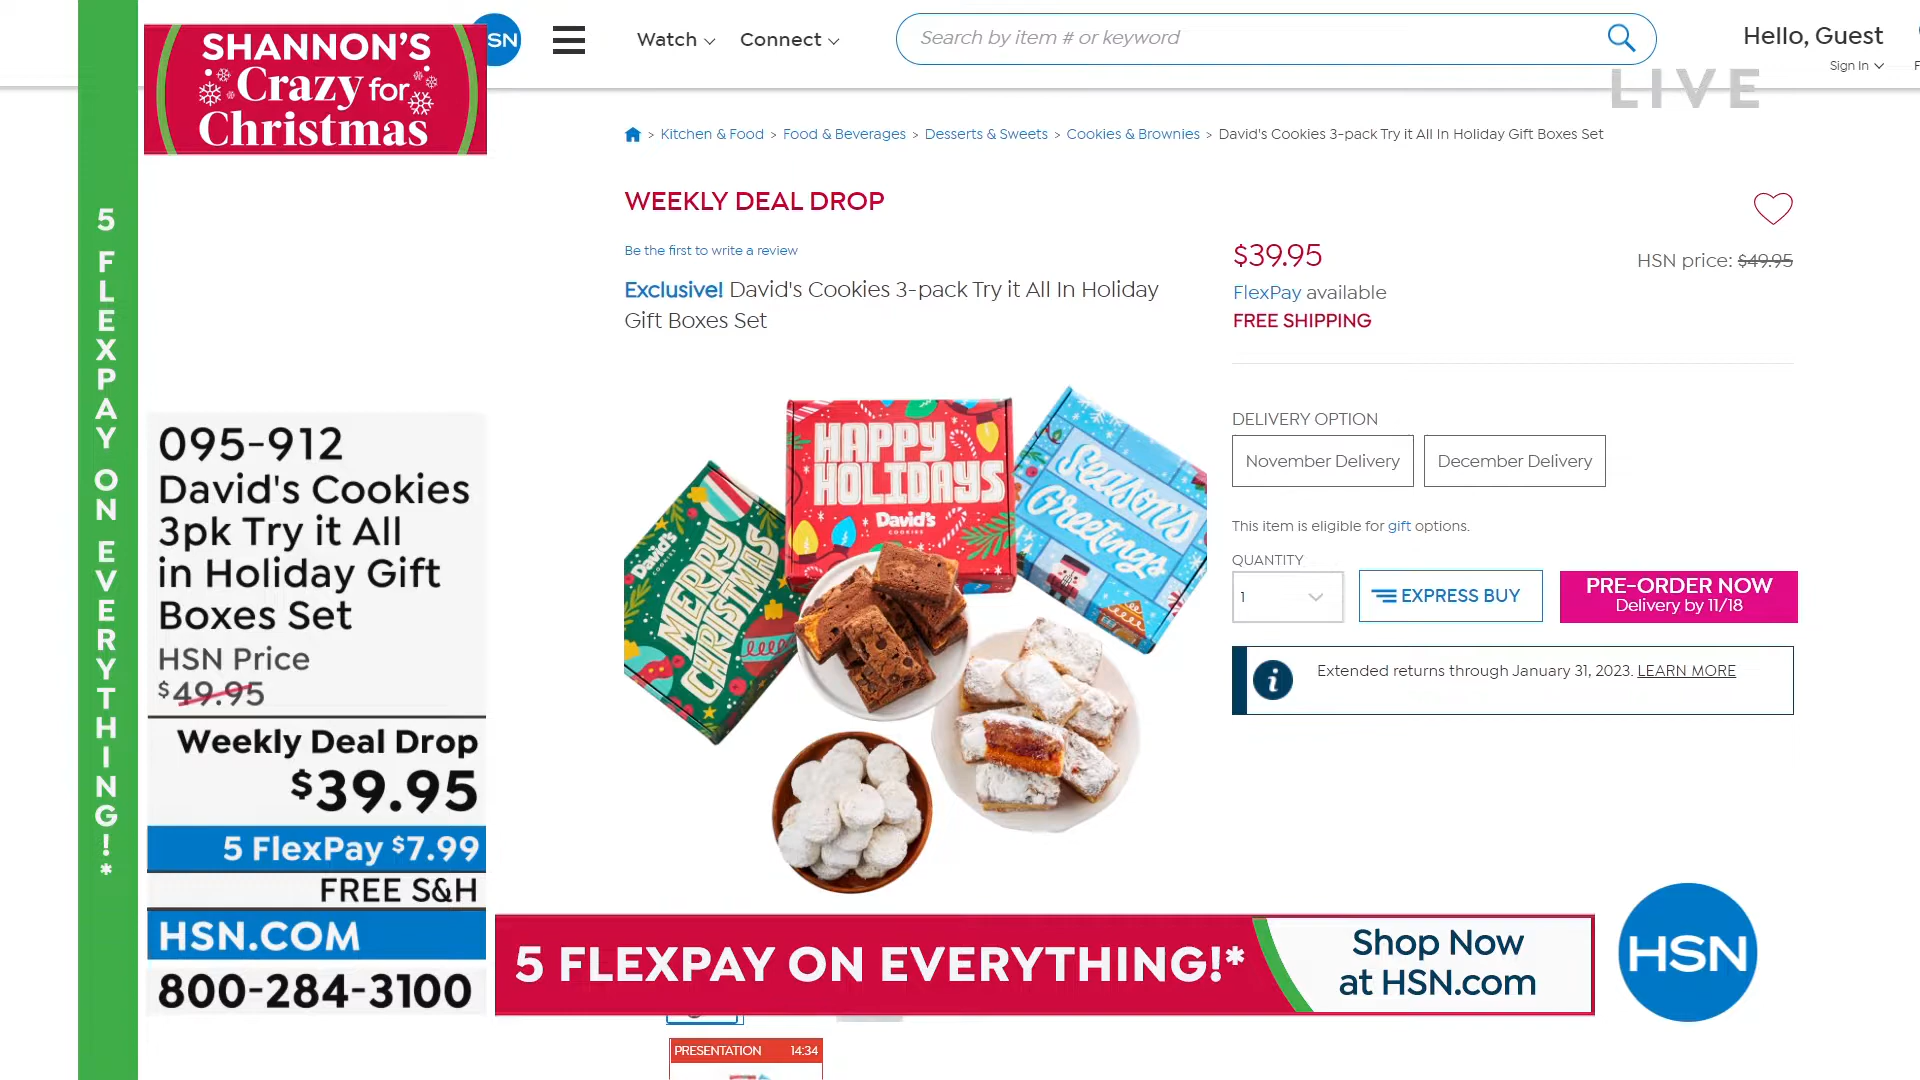 SHANNON'S
Crazy for
Christmas
SN
Watch
Connect
Search by item # or keyword
Hello, Guest
Sign In
F
LIVE
> Kitchen & Food > Food & Beverages > Desserts & Sweets > Cookies & Brownies > David's Cookies 3-pack Try it All In Holiday Gift Boxes Set
5 FLEXPAY ON EVERYTHING!*
WEEKLY DEAL DROP
Be the first to write a review
Exclusive! David's Cookies 3-pack Try it All In Holiday
Gift Boxes Set
$39.95
HSN price: $49.95
FlexPay available
FREE SHIPPING
DELIVERY OPTION
November Delivery
December Delivery
This item is eligible for gift options.
QUANTITY
1
EXPRESS BUY
PRE-ORDER NOW
Delivery by 11/18
i
Extended returns through January 31, 2023. LEARN MORE
HAPPY
HOLIDAYS
David's
COOKIES
Season's
Greetings
David's
COOKIES
MERRY
CHRISTMAS
095-912
David's Cookies
3pk Try it All
in Holiday Gift
Boxes Set
HSN Price
$49.95
Weekly Deal Drop
$39.95
5 FlexPay $7.99
FREE S&H
HSN.COM
800-284-3100
5 FLEXPAY ON EVERYTHING!*
Shop Now
at HSN.com
HSN
PRESENTATION 14:34